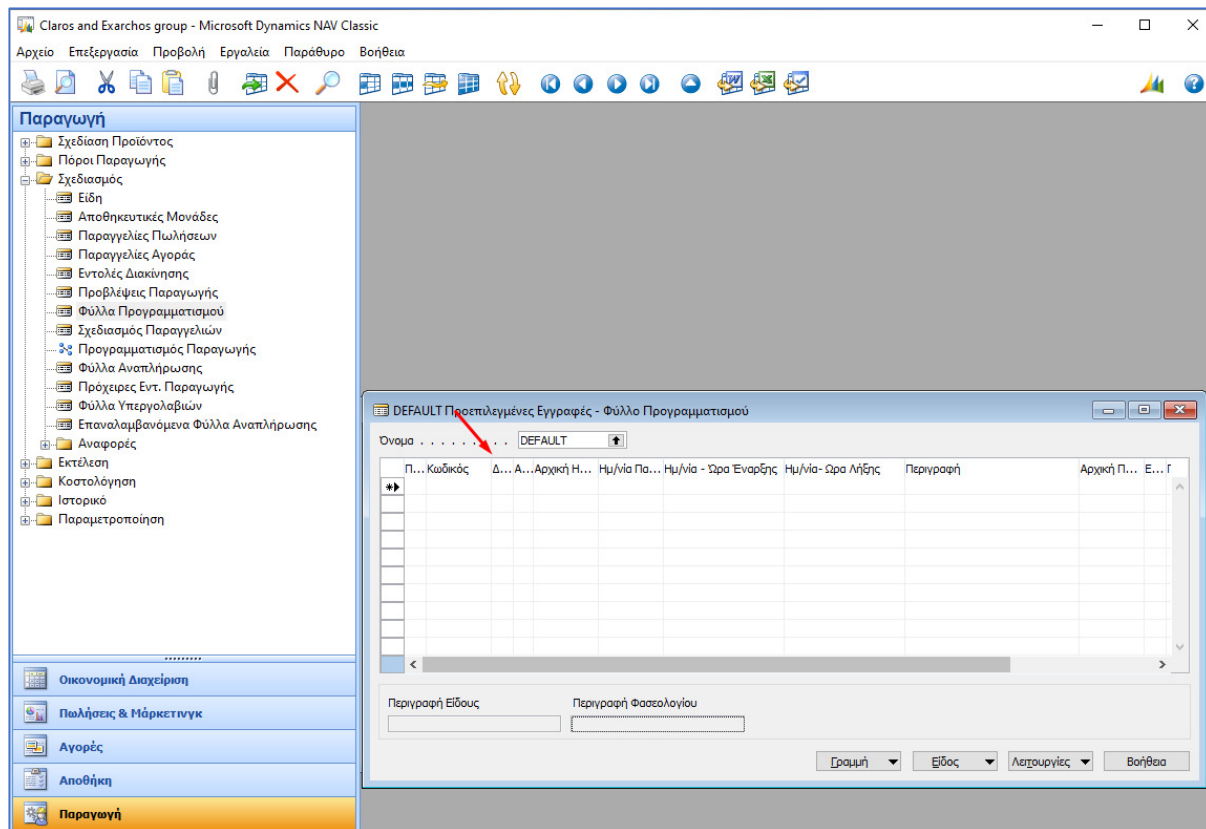 Claros and Exarchos group - Microsoft Dynamics NAV Classic
Αρχείο Επεξεργασία Προβολή Εργαλεία Παράθυρο Βοήθεια
Παραγωγή
Σχεδίαση Προϊόντος
Πόροι Παραγωγής
Σχεδιασμός
Είδη
Αποθηκευτικές Μονάδες
Παραγγελίες Πωλήσεων
Παραγγελίες Αγοράς
Εντολές Διακίνησης
Προβλέψεις Παραγωγής
Φύλλα Προγραμματισμού
Σχεδιασμός Παραγγελιών
Προγραμματισμός Παραγωγής
Φύλλα Αναπλήρωσης
Πρόχειρες Εντ. Παραγωγής
Φύλλα Υπεργολαβιών
Επαναλαμβανόμενα Φύλλα Αναπλήρωσης
Αναφορές
Εκτέλεση
Κοστολόγηση
Ιστορικό
Παραμετροποίηση
Οικονομική Διαχείριση
Πωλήσεις & Μάρκετινγκ
Αγορές
Αποθήκη
Παραγωγή
DEFAULT Προεπιλεγμένες Εγγραφές - Φύλλο Προγραμματισμού
Όνομα . . . . . . . . . DEFAULT
Π... Κωδικός Δ... Α... Αρχική Η... Ημ/νία Πα... Ημ/νία - Ώρα Έναρξης Ημ/νία- Ωρα Λήξης Περιγραφή Αρχική Π... Ε...
Περιγραφή Είδους Περιγραφή Φασεολογίου
Γραμμή Είδος Λειτουργίες Βοήθεια